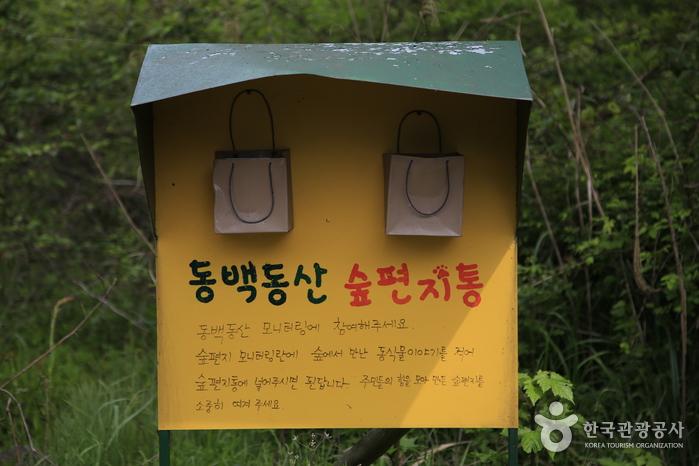 동백동산 숲편지통
동백동산 모니터링에 참여해주세요.
숲편지 모니터링란에 숲에서 만난 동식물이야기를 적어
숲편지통에 넣어주시면 된답니다. 주민들의 힘을 모아 만든 숲편지를
소중히 여겨 주세요.
한국관광공사
KOREA TOURISM ORGANIZATION